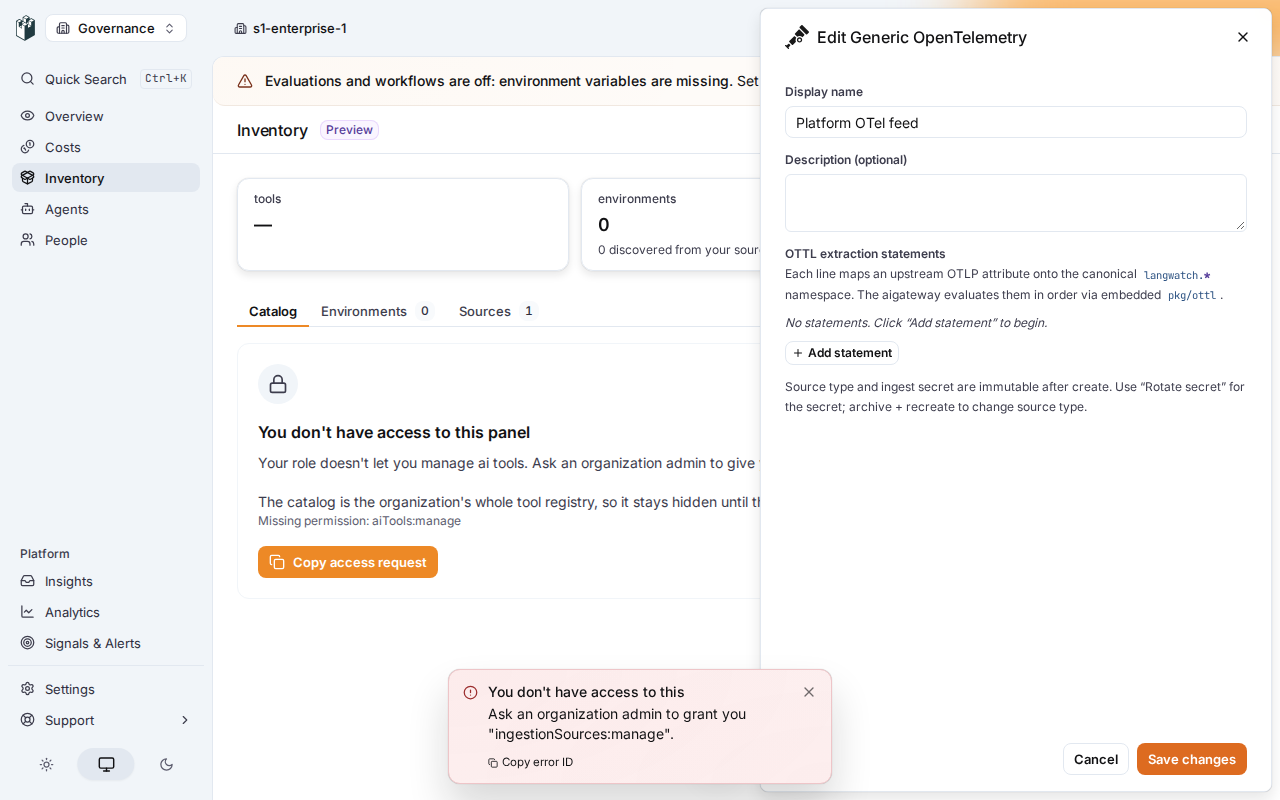 Governance
s1-enterprise-1
Quick Search Ctrl+K
Overview
Costs
Inventory
Agents
People
Platform
Insights
Analytics
Signals & Alerts
Settings
Support
Evaluations and workflows are off: environment variables are missing. Set
Inventory Preview
tools
—
environments
0
0 discovered from your
Catalog Environments 0 Sources 1
You don't have access to this panel
Your role doesn't let you manage ai tools. Ask an organization admin to give
The catalog is the organization's whole tool registry, so it stays hidden until
Missing permission: aiTools:manage
Copy access request
Edit Generic OpenTelemetry
Display name
Platform OTel feed
Description (optional)
OTTL extraction statements
Each line maps an upstream OTLP attribute onto the canonical langwatch.*
namespace. The aigateway evaluates them in order via embedded pkg/ottl .
No statements. Click “Add statement” to begin.
Add statement
Source type and ingest secret are immutable after create. Use “Rotate secret” for
the secret; archive + recreate to change source type.
Cancel Save changes
You don't have access to this
Ask an organization admin to grant you
"ingestionSources:manage".
Copy error ID